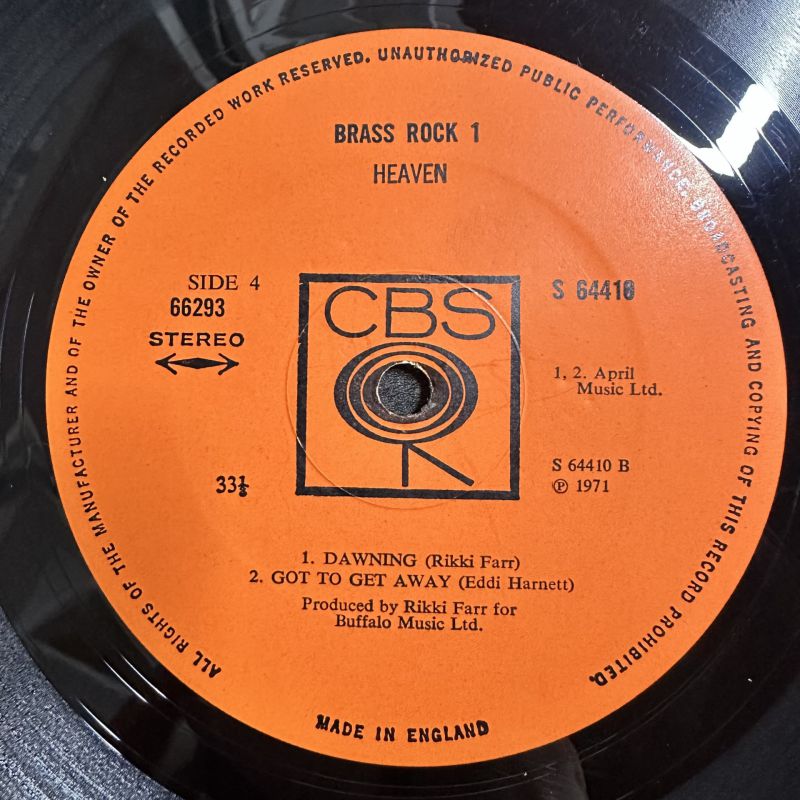 ALL RIGHTS OF THE MANUFACTURER AND OF THE OWNER OF THE RECORDED WORK RESERVED. UNAUTHORIZED PUBLIC PERFORMANCE, BROADCASTING AND COPYING OF THIS RECORD PROHIBITED.
BRASS ROCK 1
HEAVEN
SIDE 4
66293
STEREO
S 64410
CBS
1, 2. April
Music Ltd.
33⅓
S 64410 B
℗ 1971
1. DAWNING (Rikki Farr)
2. GOT TO GET AWAY (Eddi Harnett)
Produced by Rikki Farr for
Buffalo Music Ltd.
MADE IN ENGLAND